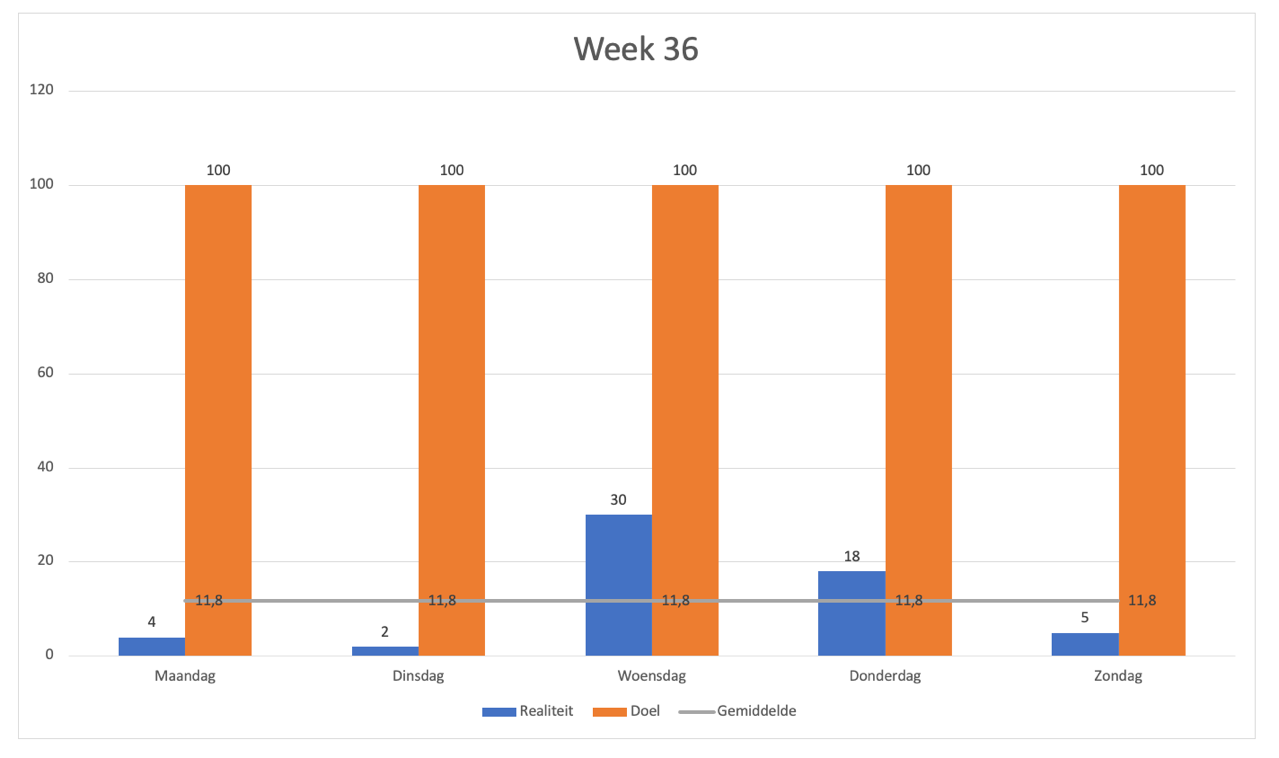 Week 36
120
100 100 100 100 100
100
80
60
40
30
20
18
11,8 11,8 11,8 11,8 11,8
4 2 5
0
Maandag Dinsdag Woensdag Donderdag Zondag
Realiteit Doel Gemiddelde